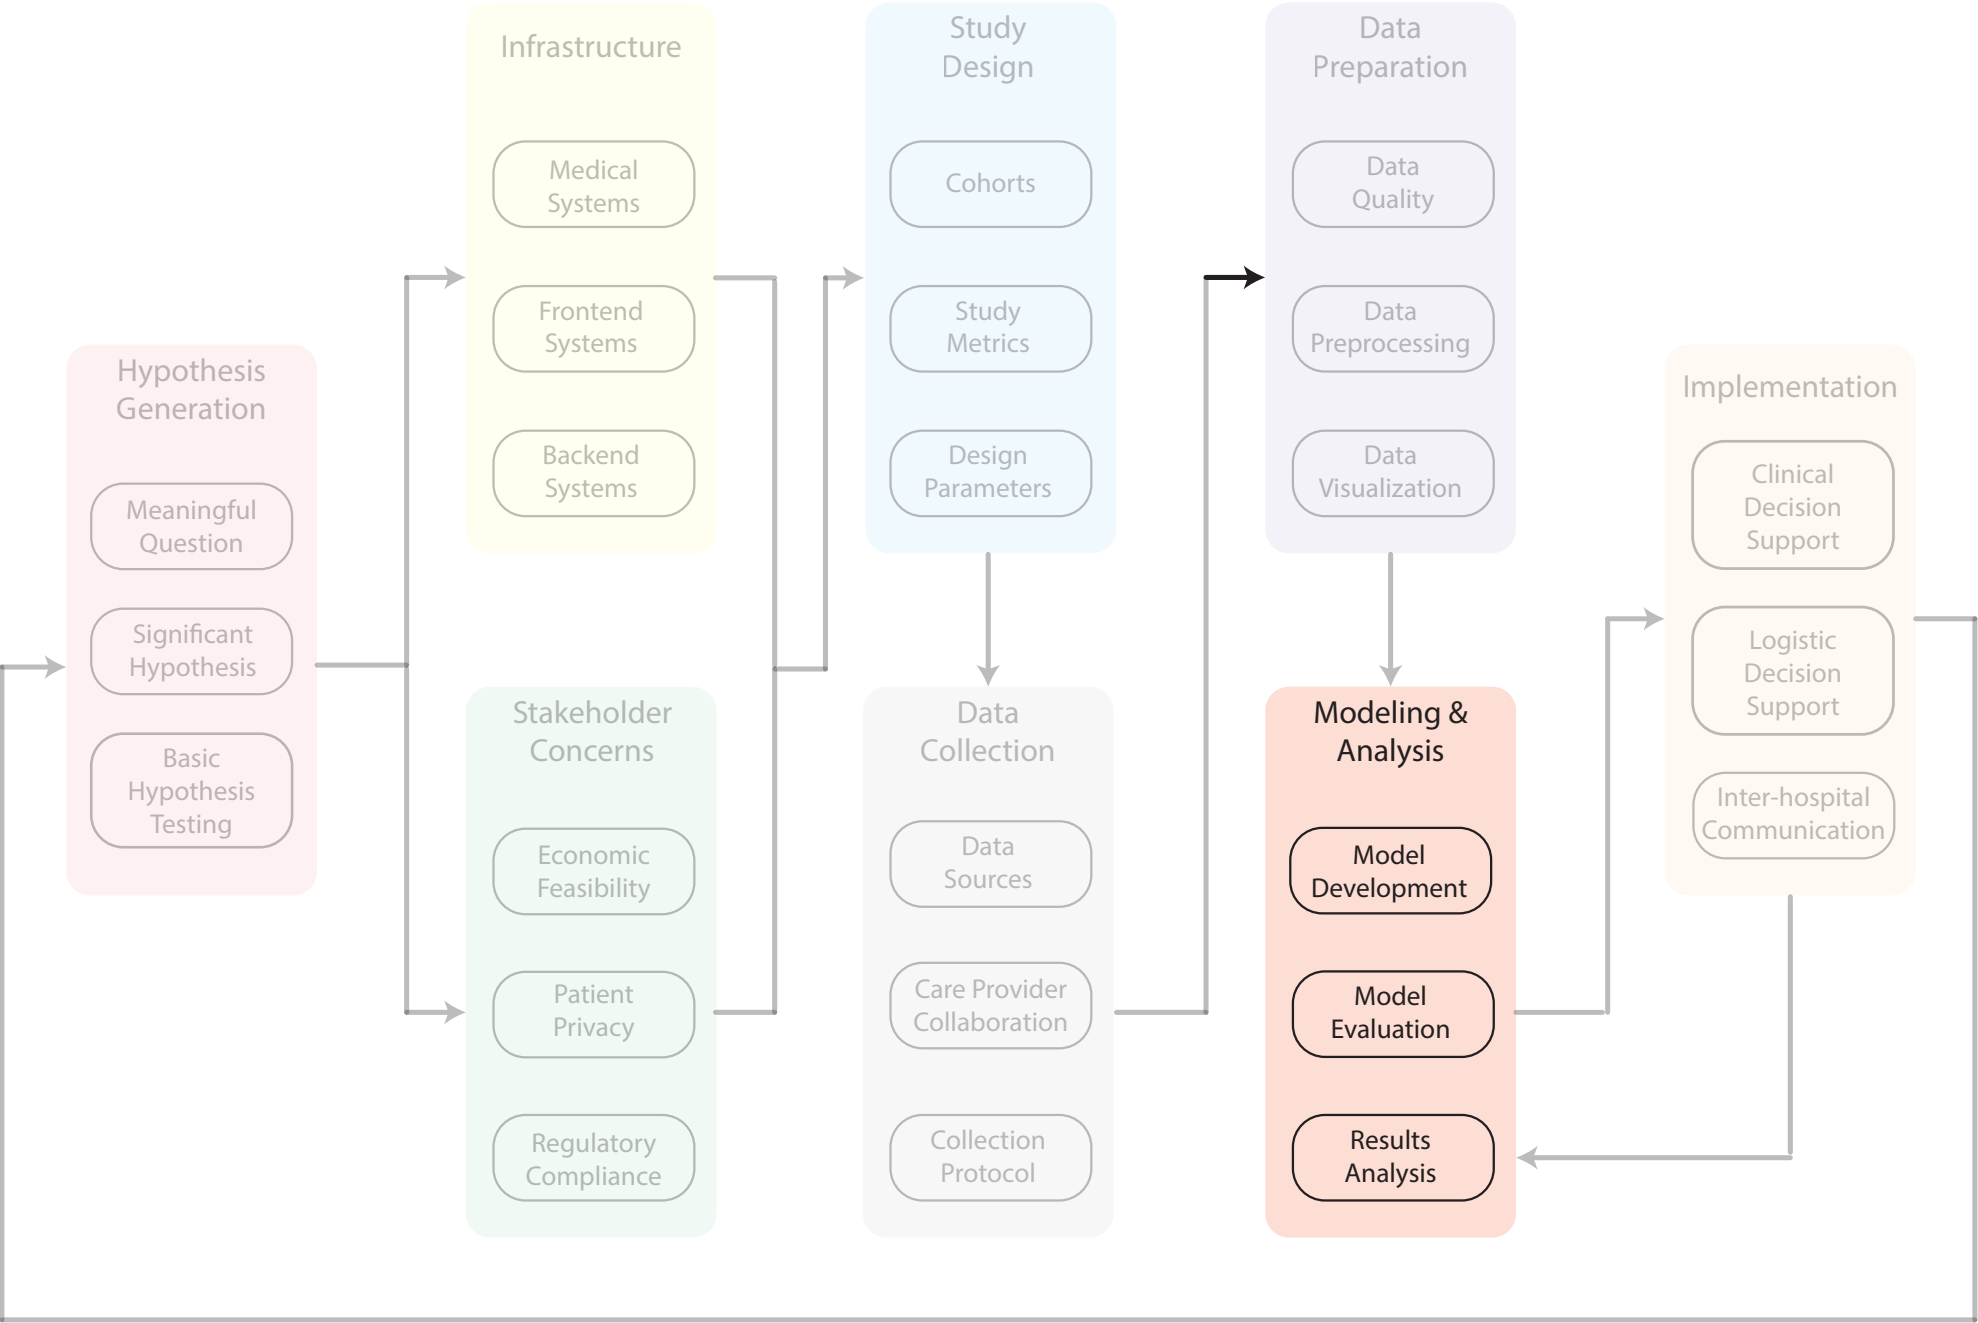 Hypothesis
Generation
Meaningful
Question
Significant
Hypothesis
Basic
Hypothesis
Testing
Infrastructure
Medical
Systems
Frontend
Systems
Backend
Systems
Stakeholder
Concerns
Economic
Feasibility
Patient
Privacy
Regulatory
Compliance
Study
Design
Cohorts
Study
Metrics
Design
Parameters
Data
Collection
Data
Sources
Care Provider
Collaboration
Collection
Protocol
Data
Preparation
Data
Quality
Data
Preprocessing
Data
Visualization
Modeling &
Analysis
Model
Development
Model
Evaluation
Results
Analysis
Implementation
Clinical
Decision
Support
Logistic
Decision
Support
Inter-hospital
Communication